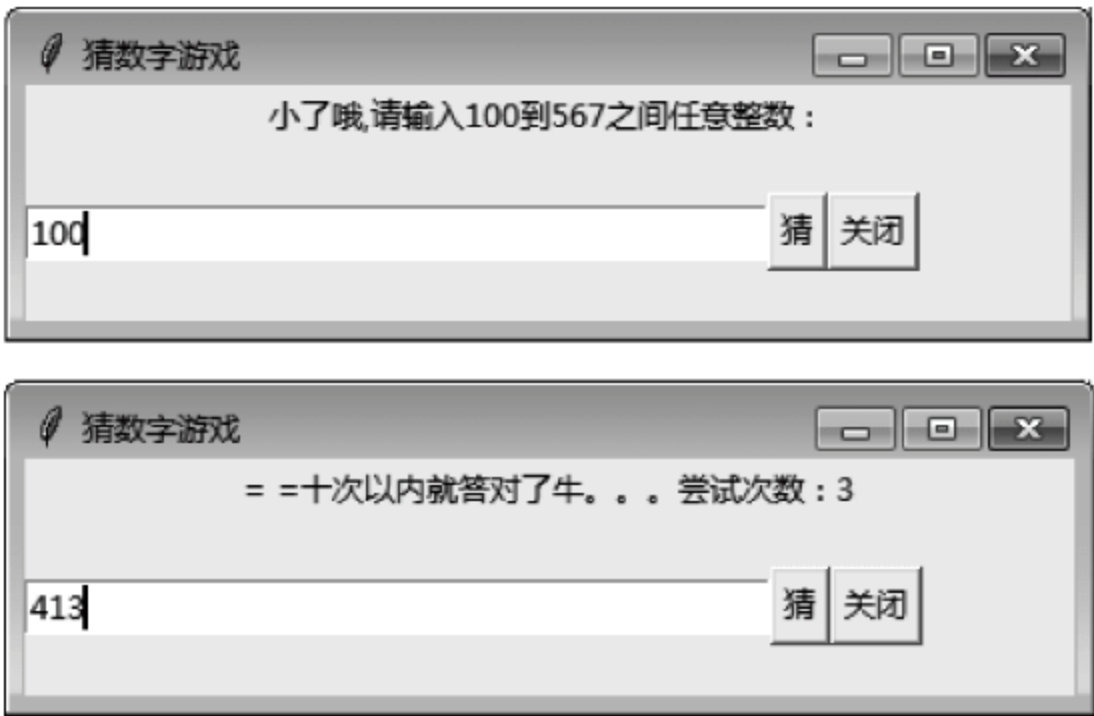 猜数字游戏
小了哦,请输入100到567之间任意整数：
100 猜 关闭
猜数字游戏
= =十次以内就答对了牛。。。尝试次数：3
413 猜 关闭